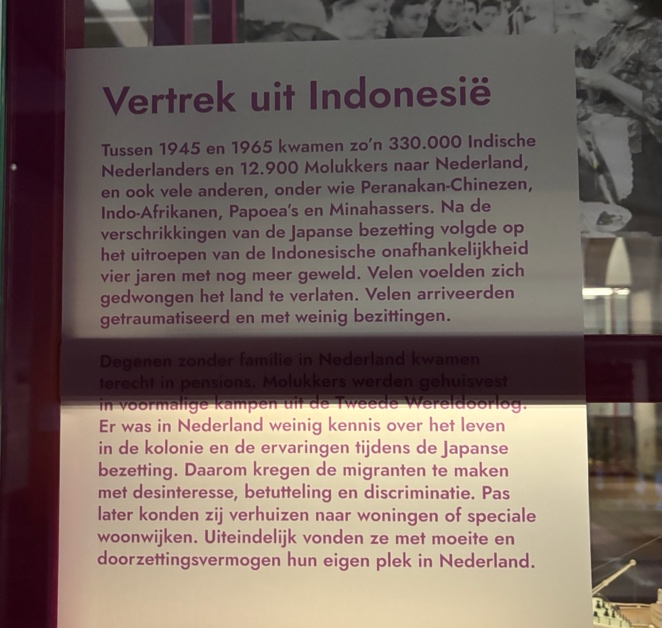 Vertrek uit Indonesië
Tussen 1945 en 1965 kwamen zo'n 330.000 Indische
Nederlanders en 12.900 Molukkers naar Nederland,
en ook vele anderen, onder wie Peranakan-Chinezen,
Indo-Afrikanen, Papoea's en Minahassers. Na de
verschrikkingen van de Japanse bezetting volgde op
het uitroepen van de Indonesische onafhankelijkheid
vier jaren met nog meer geweld. Velen voelden zich
gedwongen het land te verlaten. Velen arriveerden
getraumatiseerd en met weinig bezittingen.
Degenen zonder familie in Nederland kwamen
terecht in pensions. Molukkers werden gehuisvest
in voormalige kampen uit de Tweede Wereldoorlog.
Er was in Nederland weinig kennis over het leven
in de kolonie en de ervaringen tijdens de Japanse
bezetting. Daarom kregen de migranten te maken
met desinteresse, betutteling en discriminatie. Pas
later konden zij verhuizen naar woningen of speciale
woonwijken. Uiteindelijk vonden ze met moeite en
doorzettingsvermogen hun eigen plek in Nederland.